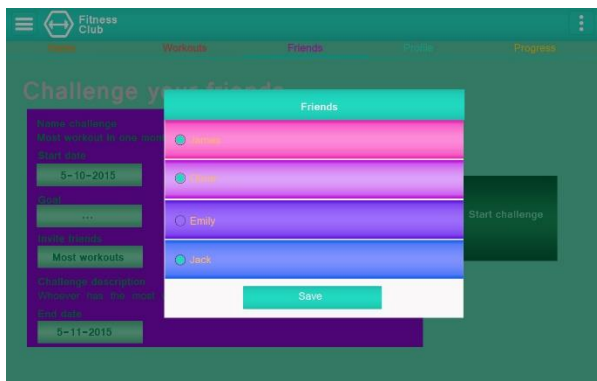 Fitness
Club
Home Workouts Friends Profile Progress
Challenge your friends
Friends
Name challenge
Most workout in one mon
Start date
5-10-2015
Goal
...
Invite friends
Most workouts
Challenge description
Whoever has the most
End date
5-11-2015
James
Emily
Jack
Save
Start challenge